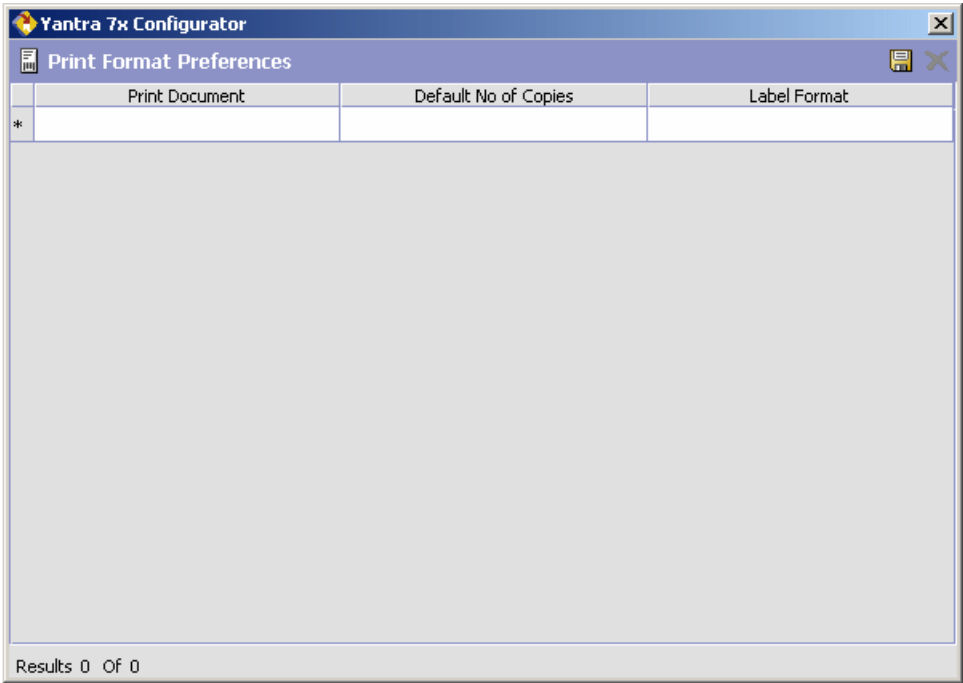 Yantra 7x Configurator
Print Format Preferences
Print Document Default No of Copies Label Format
*
Results 0 Of 0